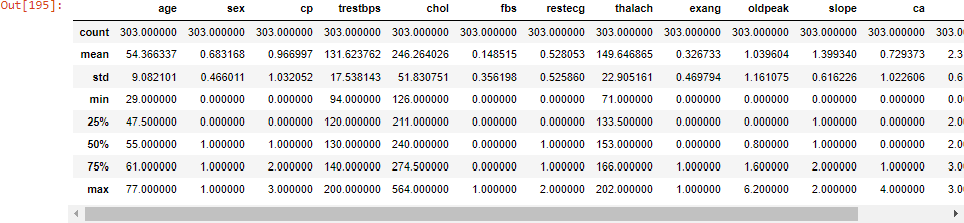 Out[195]:
age sex cp trestbps chol fbs restecg thalach exang oldpeak slope ca
count 303.000000 303.000000 303.000000 303.000000 303.000000 303.000000 303.000000 303.000000 303.000000 303.000000 303.000000 303.000000 303.0
mean 54.366337 0.683168 0.966997 131.623762 246.264026 0.148515 0.528053 149.646865 0.326733 1.039604 1.399340 0.729373 2.3
std 9.082101 0.466011 1.032052 17.538143 51.830751 0.356198 0.525860 22.905161 0.469794 1.161075 0.616226 1.022606 0.6
min 29.000000 0.000000 0.000000 94.000000 126.000000 0.000000 0.000000 71.000000 0.000000 0.000000 0.000000 0.000000 0.0
25% 47.500000 0.000000 0.000000 120.000000 211.000000 0.000000 0.000000 133.500000 0.000000 0.000000 1.000000 0.000000 2.0
50% 55.000000 1.000000 1.000000 130.000000 240.000000 0.000000 1.000000 153.000000 0.000000 0.800000 1.000000 0.000000 2.0
75% 61.000000 1.000000 2.000000 140.000000 274.500000 0.000000 1.000000 166.000000 1.000000 1.600000 2.000000 1.000000 3.0
max 77.000000 1.000000 3.000000 200.000000 564.000000 1.000000 2.000000 202.000000 1.000000 6.200000 2.000000 4.000000 3.0